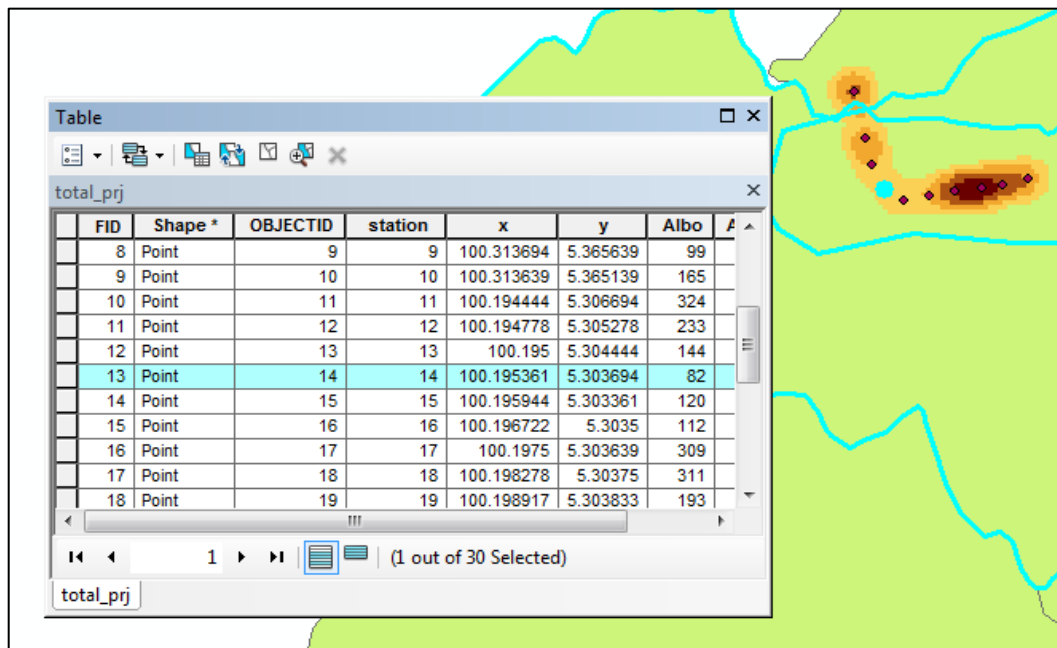 Table
total_prj
FID Shape * OBJECTID station x y Albo A
8 Point 9 9 100.313694 5.365639 99
9 Point 10 10 100.313639 5.365139 165
10 Point 11 11 100.194444 5.306694 324
11 Point 12 12 100.194778 5.305278 233
12 Point 13 13 100.195 5.304444 144
13 Point 14 14 100.195361 5.303694 82
14 Point 15 15 100.195944 5.303361 120
15 Point 16 16 100.196722 5.3035 112
16 Point 17 17 100.1975 5.303639 309
17 Point 18 18 100.198278 5.30375 311
18 Point 19 19 100.198917 5.303833 193
1 (1 out of 30 Selected)
total_prj